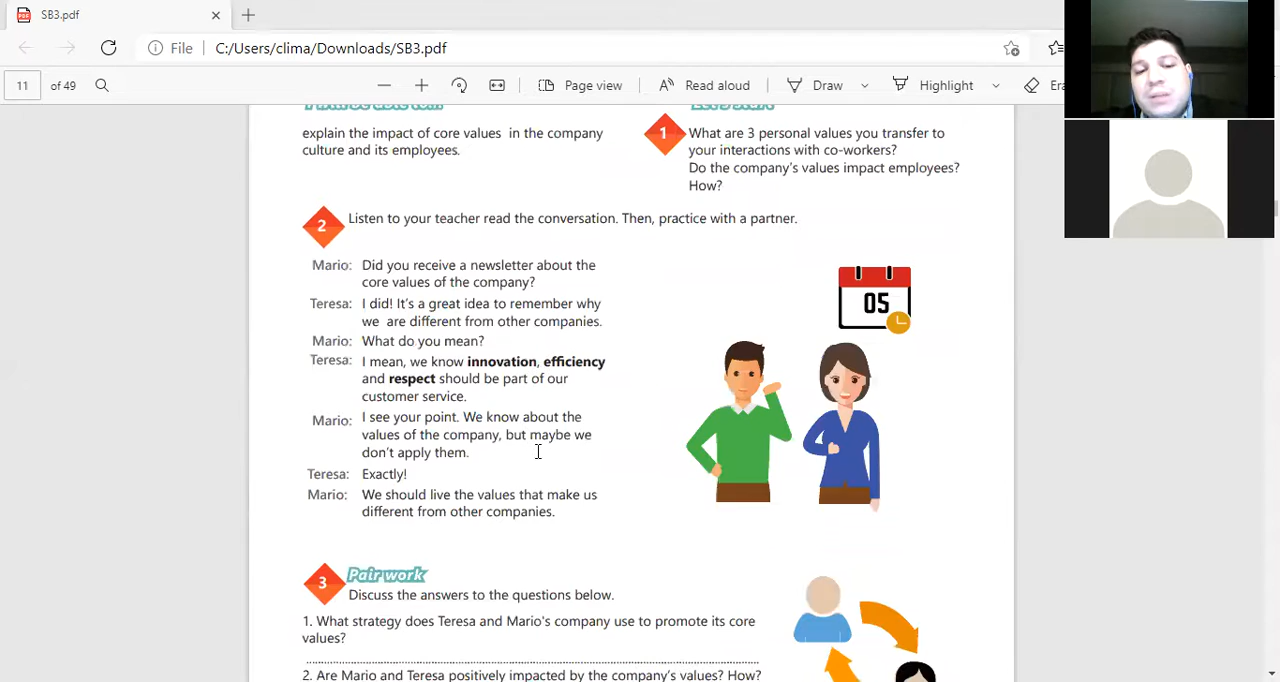 SB3.pdf
File
C:/Users/clima/Downloads/SB3.pdf
11
of 49
Page view
Read aloud
Draw
Highlight
explain the impact of core values in the company
culture and its employees.
1
What are 3 personal values you transfer to
your interactions with co-workers?
Do the company's values impact employees?
How?
2
Listen to your teacher read the conversation. Then, practice with a partner.
Mario: Did you receive a newsletter about the
core values of the company?
Teresa: I did! It's a great idea to remember why
we are different from other companies.
Mario: What do you mean?
Teresa: I mean, we know innovation, efficiency
and respect should be part of our
customer service.
Mario: I see your point. We know about the
values of the company, but maybe we
don't apply them.
Teresa: Exactly!
Mario: We should live the values that make us
different from other companies.
05
3
Pair work
Discuss the answers to the questions below.
1. What strategy does Teresa and Mario's company use to promote its core
values?
2. Are Mario and Teresa positively impacted by the company's values? How?